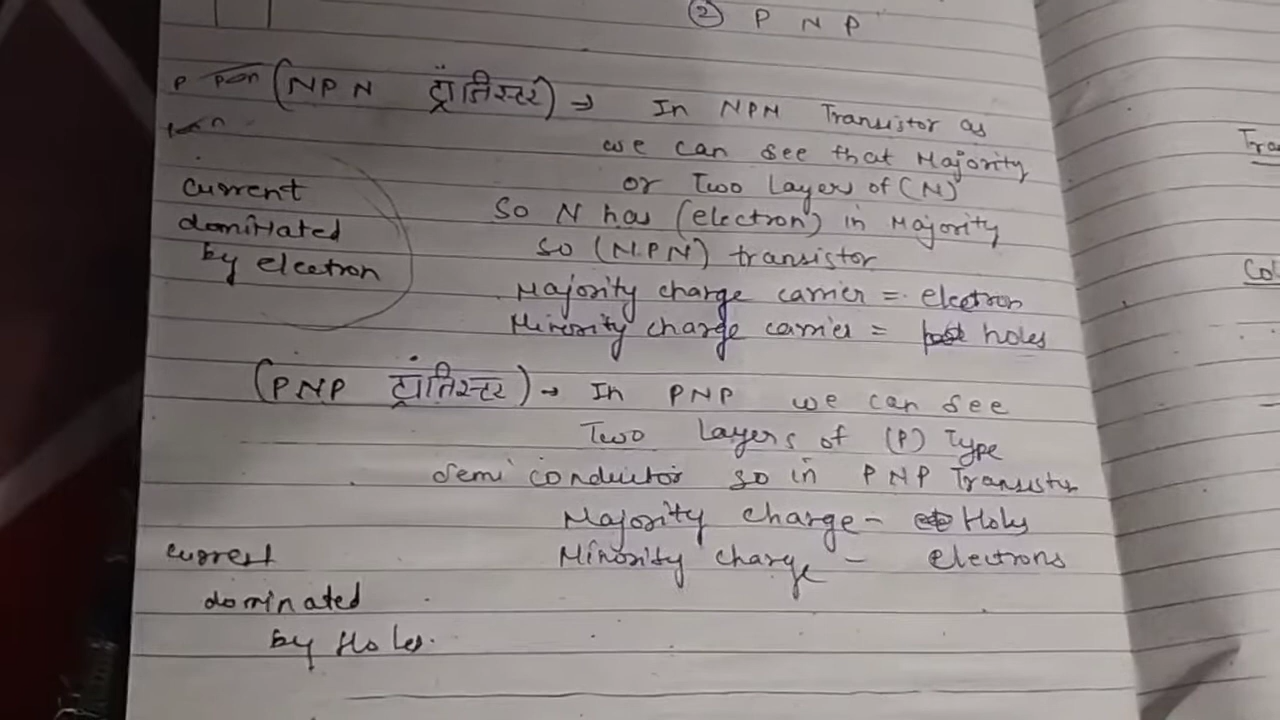 ② P N P
(NPN ट्रांजिस्टर) → In NPN Transistor as
we can see that Majority
or Two Layers of (N)
So N has (electron) in Majority
so (NPN) transistor
Majority charge carrier = electron
Minority charge carrier = holes
current
dominated
by electron
(PNP ट्रांजिस्टर) → In PNP we can see
Two Layers of (P) Type
semi conductor so in PNP Transistor
Majority charge - Holes
Minority charge - electrons
current
dominated
by Holes.
Tra
Col